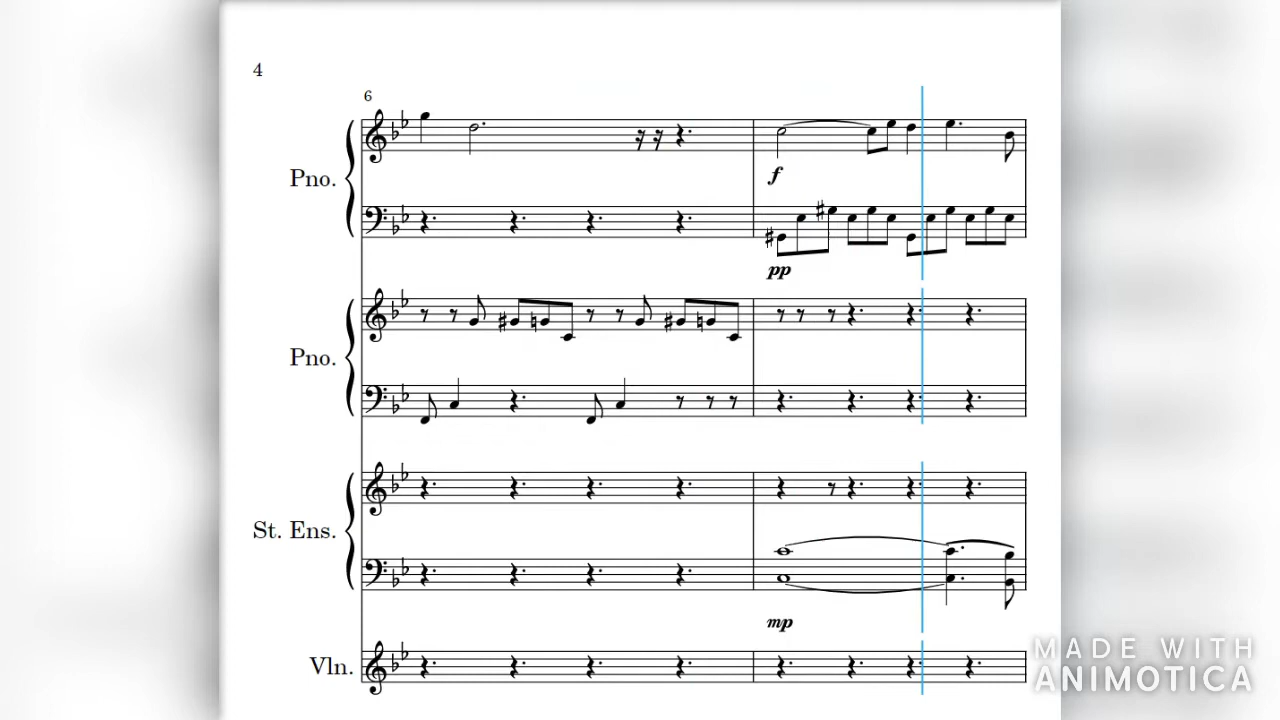 4
6
Pno.
f
pp
Pno.
St. Ens.
mp
Vln.
MADE WITH
ANIMOTICA